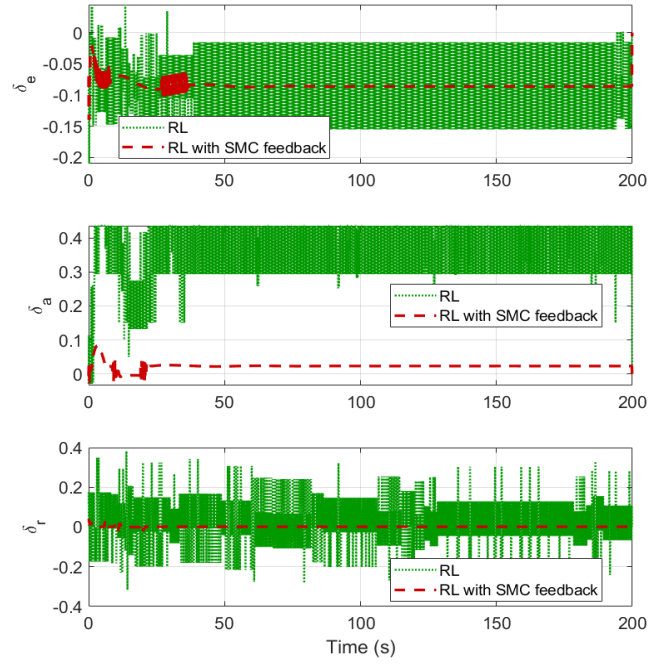 0
-0.05
-0.1
-0.15
-0.2
δe
RL
RL with SMC feedback
0 50 100 150 200
0.4
0.3
0.2
0.1
0
δa
RL
RL with SMC feedback
0 50 100 150 200
0.4
0.2
0
-0.2
-0.4
δr
RL
RL with SMC feedback
0 50 100 150 200
Time (s)